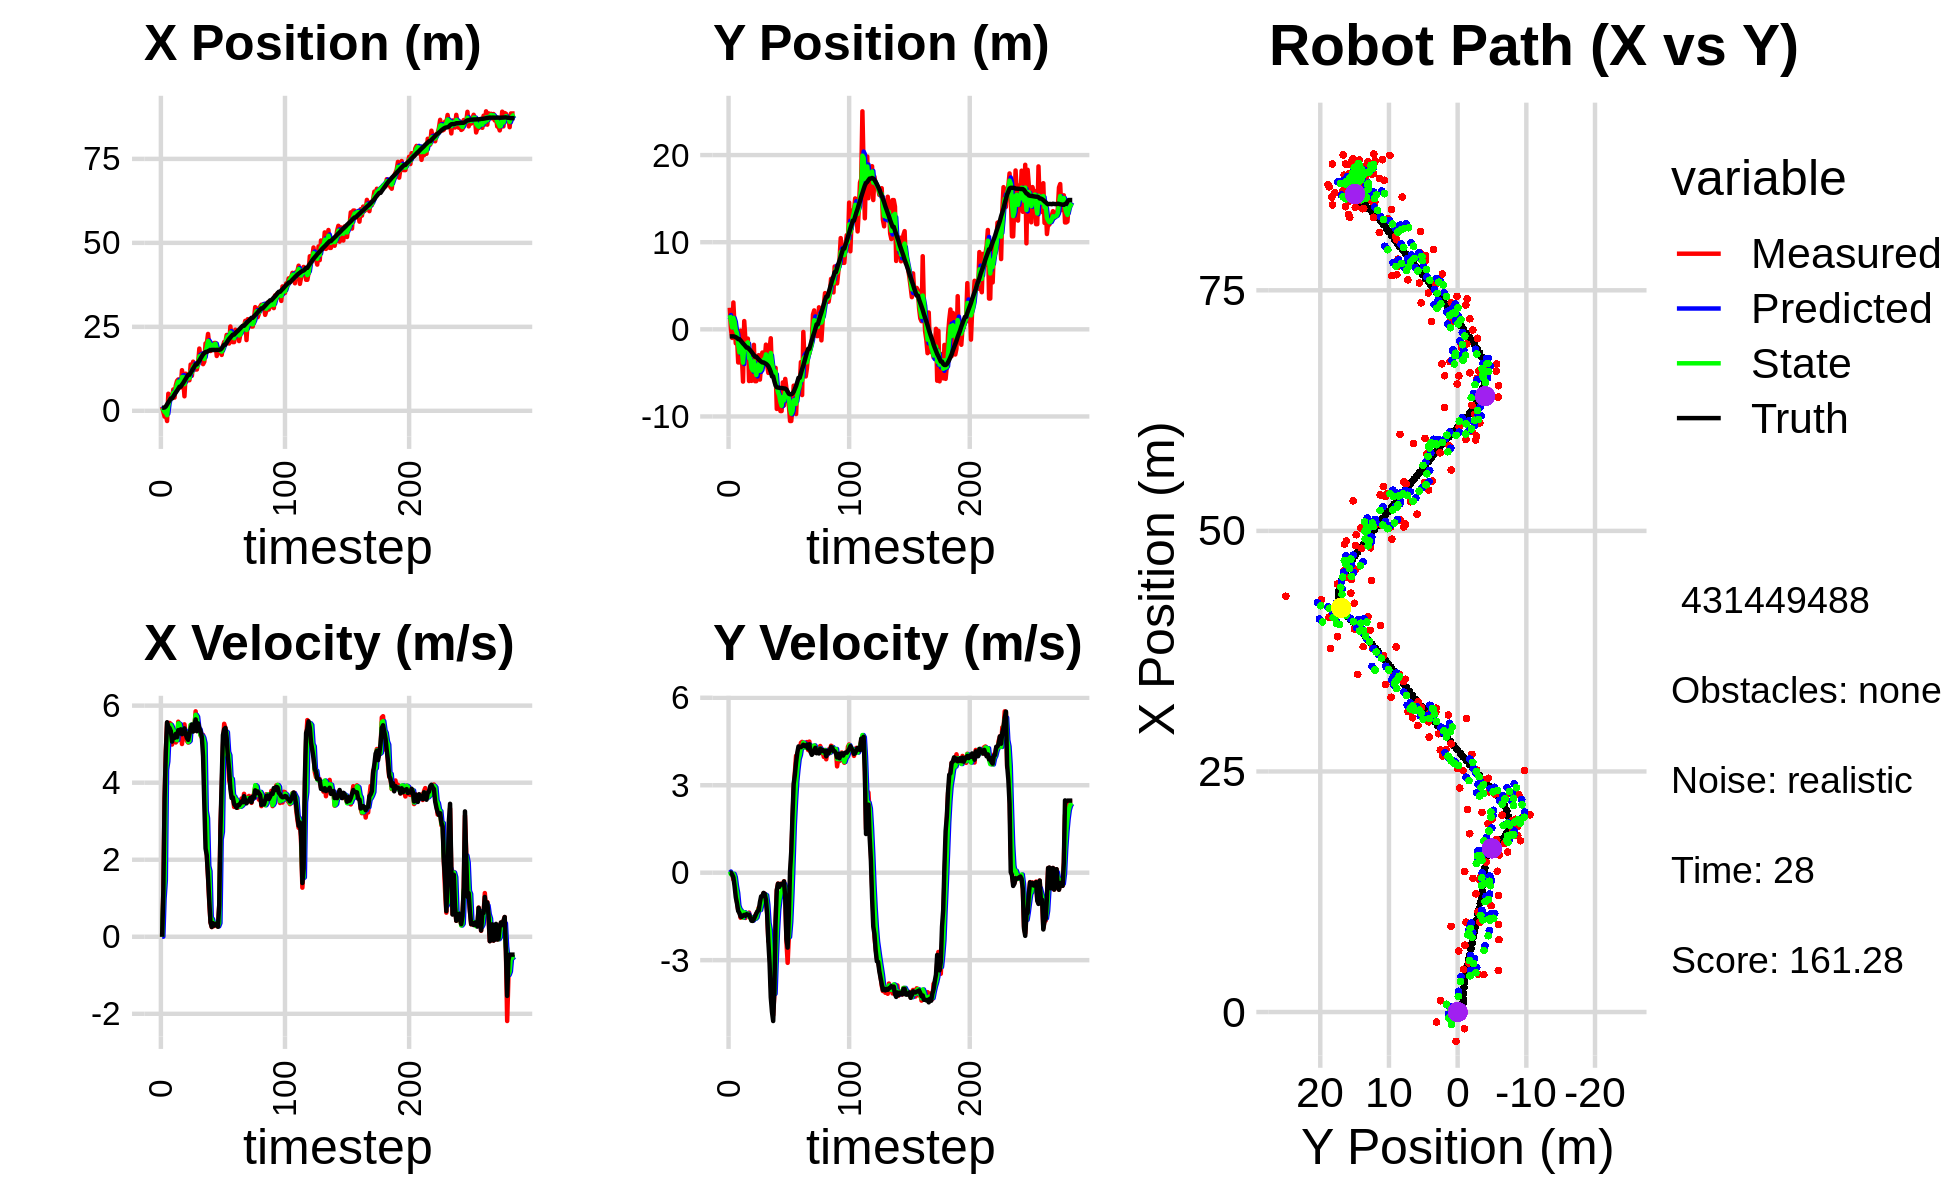 X Position (m)
75
50
25
0
0
100
200
timestep
Y Position (m)
20
10
0
-10
0
100
200
timestep
X Velocity (m/s)
6
4
2
0
-2
0
100
200
timestep
Y Velocity (m/s)
6
3
0
-3
0
100
200
timestep
Robot Path (X vs Y)
X Position (m)
75
50
25
0
20 10 0 -10 -20
Y Position (m)
variable
Measured
Predicted
State
Truth
431449488
Obstacles: none
Noise: realistic
Time: 28
Score: 161.28